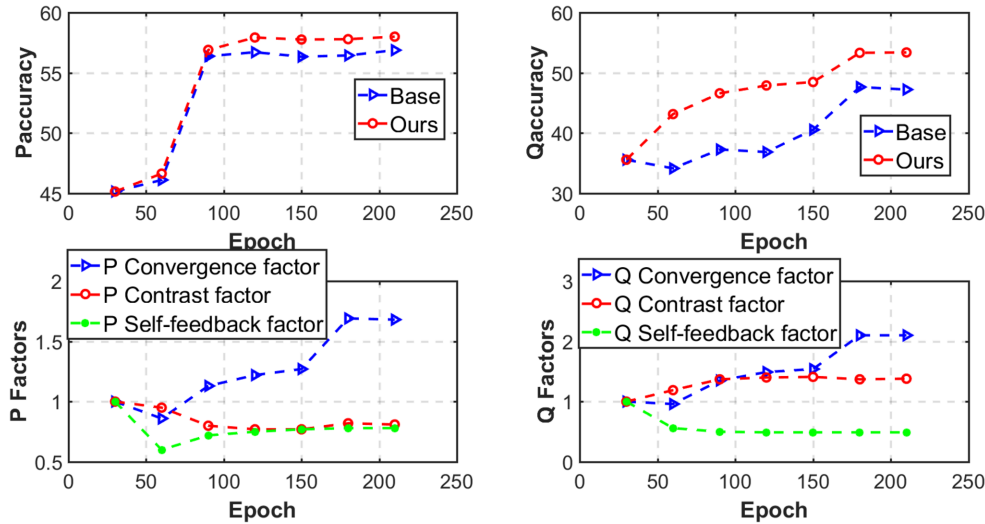 60
55
50
45
Paccuracy
Base
Ours
0 50 100 150 200 250
Epoch
60
50
40
30
Qaccuracy
Base
Ours
0 50 100 150 200 250
Epoch
2
1.5
1
0.5
P Factors
P Convergence factor
P Contrast factor
P Self-feedback factor
0 50 100 150 200 250
Epoch
3
2
1
0
Q Factors
Q Convergence factor
Q Contrast factor
Q Self-feedback factor
0 50 100 150 200 250
Epoch